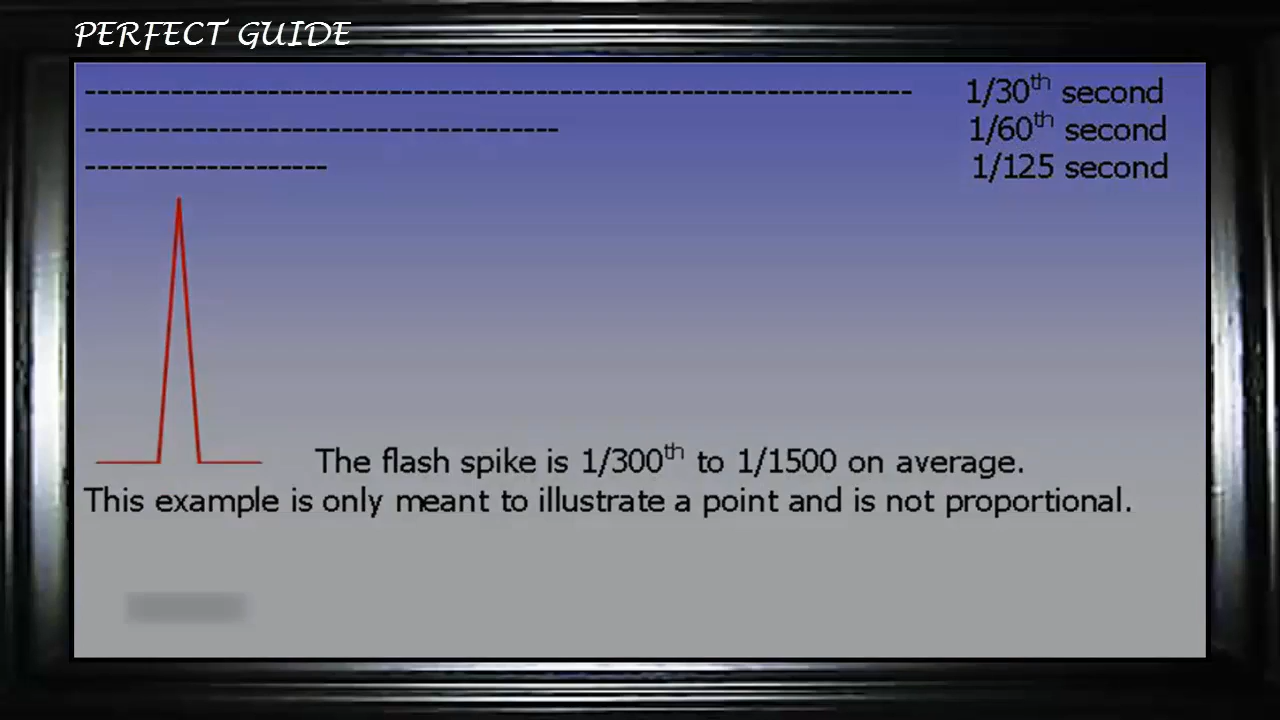 PERFECT GUIDE
-------------------------------------------------------------------- 1/30th second
--------------------------------------- 1/60th second
-------------------- 1/125 second
The flash spike is 1/300th to 1/1500 on average.
This example is only meant to illustrate a point and is not proportional.